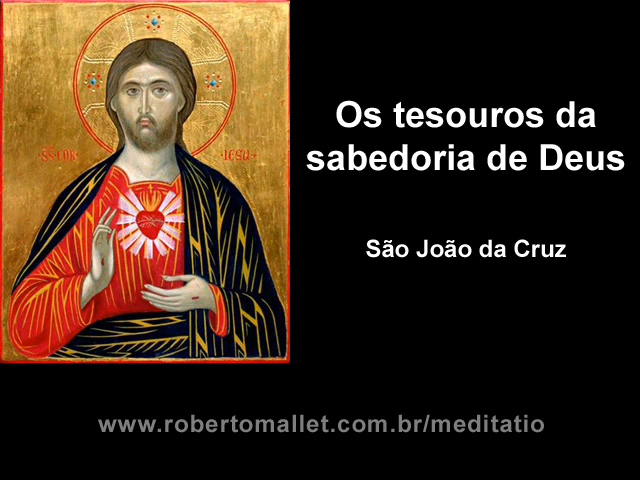 Os tesouros da
sabedoria de Deus
São João da Cruz
www.robertomallet.com.br/meditatio